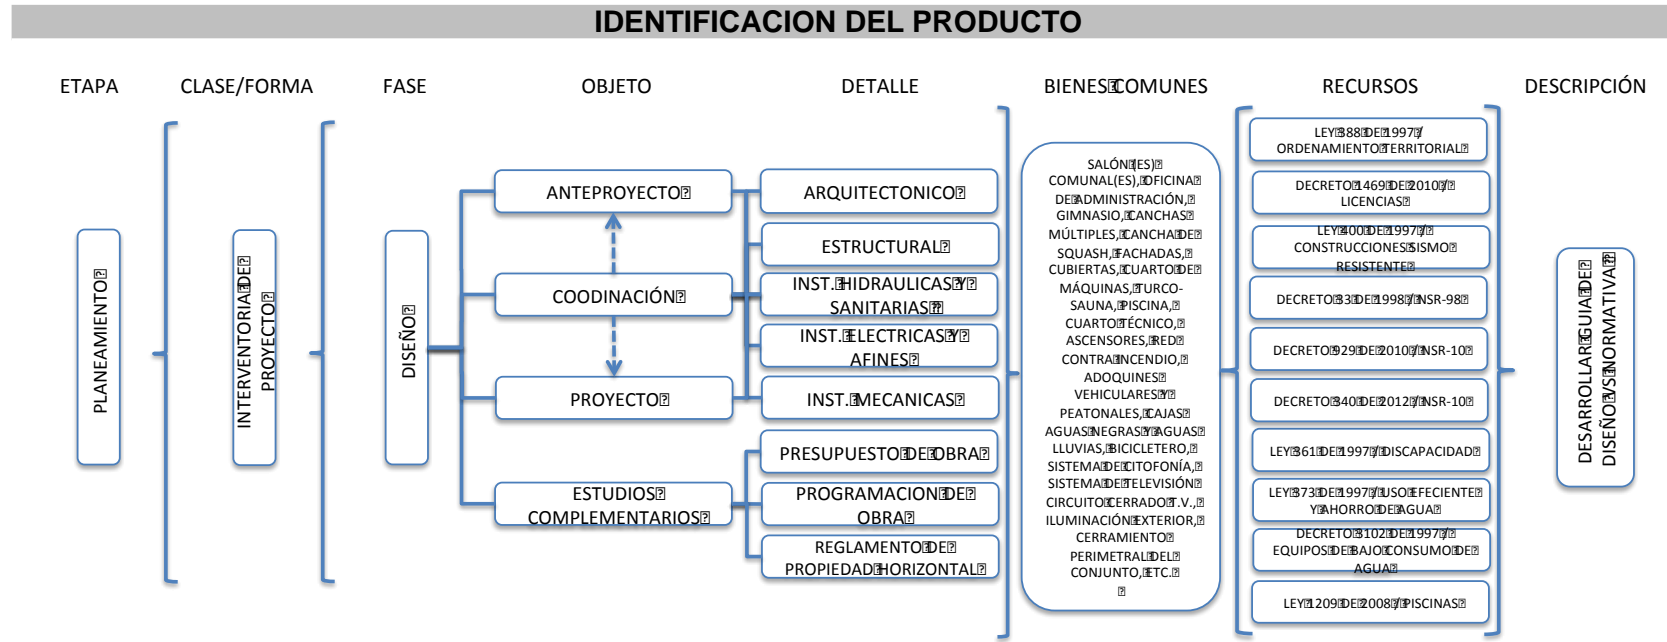 IDENTIFICACION DEL PRODUCTO
ETAPA
CLASE/FORMA
FASE
OBJETO
DETALLE
BIENES COMUNES
RECURSOS
DESCRIPCIÓN
PLANEAMIENTO
INTERVENTORIA DE
PROYECTO
DISEÑO
ANTEPROYECTO
COODINACIÓN
PROYECTO
ESTUDIOS
COMPLEMENTARIOS
ARQUITECTONICO
ESTRUCTURAL
INST. HIDRAULICAS Y
SANITARIAS
INST. ELECTRICAS Y
AFINES
INST. MECANICAS
PRESUPUESTO DE OBRA
PROGRAMACION DE
OBRA
REGLAMENTO DE
PROPIEDAD HORIZONTAL
SALÓN (ES)
COMUNAL(ES), OFICINA
DE ADMINISTRACIÓN,
GIMNASIO, CANCHAS
MÚLTIPLES, CANCHA DE
SQUASH, FACHADAS,
CUBIERTAS, CUARTO DE
MÁQUINAS, TURCO-
SAUNA, PISCINA,
CUARTO TÉCNICO,
ASCENSORES, RED
CONTRA INCENDIO,
ADOQUINES
VEHICULARES Y
PEATONALES, CAJAS
AGUAS NEGRAS Y AGUAS
LLUVIAS, BICICLETERO,
SISTEMA DE CITOFONÍA,
SISTEMA DE TELEVISIÓN
CIRCUITO CERRADO T.V.,
ILUMINACIÓN EXTERIOR,
CERRAMIENTO
PERIMETRAL DEL
CONJUNTO, ETC.
LEY 388 DE 1997 /
ORDENAMIENTO TERRITORIAL
DECRETO 1469 DE 2010 /
LICENCIAS
LEY 400 DE 1997 /
CONSTRUCCIONES SISMO
RESISTENTE
DECRETO 33 DE 1998 / NSR-98
DECRETO 929 DE 2010 / NSR-10
DECRETO 340 DE 2012 / NSR-10
LEY 361 DE 1997 / DISCAPACIDAD
LEY 373 DE 1997 / USO EFECIENTE
Y AHORRO DE AGUA
DECRETO 3102 DE 1997 /
EQUIPOS DE BAJO CONSUMO DE
AGUA
LEY 1209 DE 2008 / PISCINAS
DESARROLLAR GUIA DE
DISEÑO VS NORMATIVA